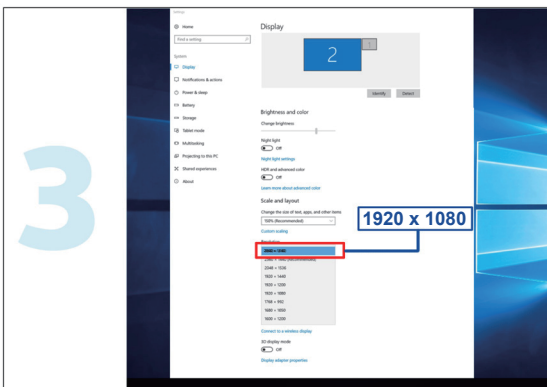 Settings
Home
Display
Find a setting
System
Display
Notifications & actions
Power & sleep
Battery
Storage
Tablet mode
Multitasking
Projecting to this PC
Shared experiences
About
2
1
Identify
Detect
Brightness and color
Change brightness
Night light
Off
Night light settings
HDR and advanced color
Off
Learn more about advanced color
Scale and layout
Change the size of text, apps, and other items
100% (Recommended)
Custom scaling
Resolution
(Recommended)
2048 × 1536
1920 × 1440
1920 × 1200
1920 × 1080
1680 × 1050
1600 × 1200
Connect to a wireless display
3D display mode
Off
Display adapter properties
3
1920 x 1080